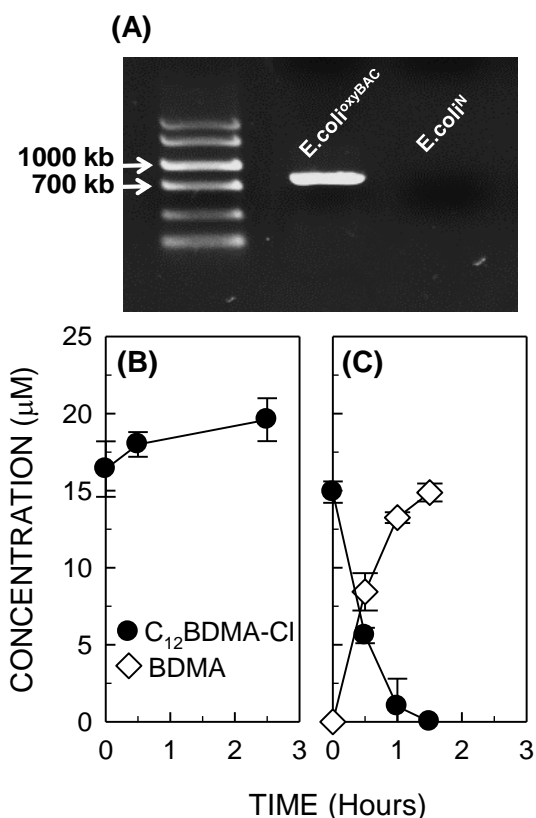 (A)
E.coli^oxyBAC
E.coli^N
1000 kb
700 kb
(B)
(C)
CONCENTRATION (μM)
25
20
15
10
5
0
C₁₂BDMA-Cl
BDMA
0 1 2 3
0 1 2 3
TIME (Hours)